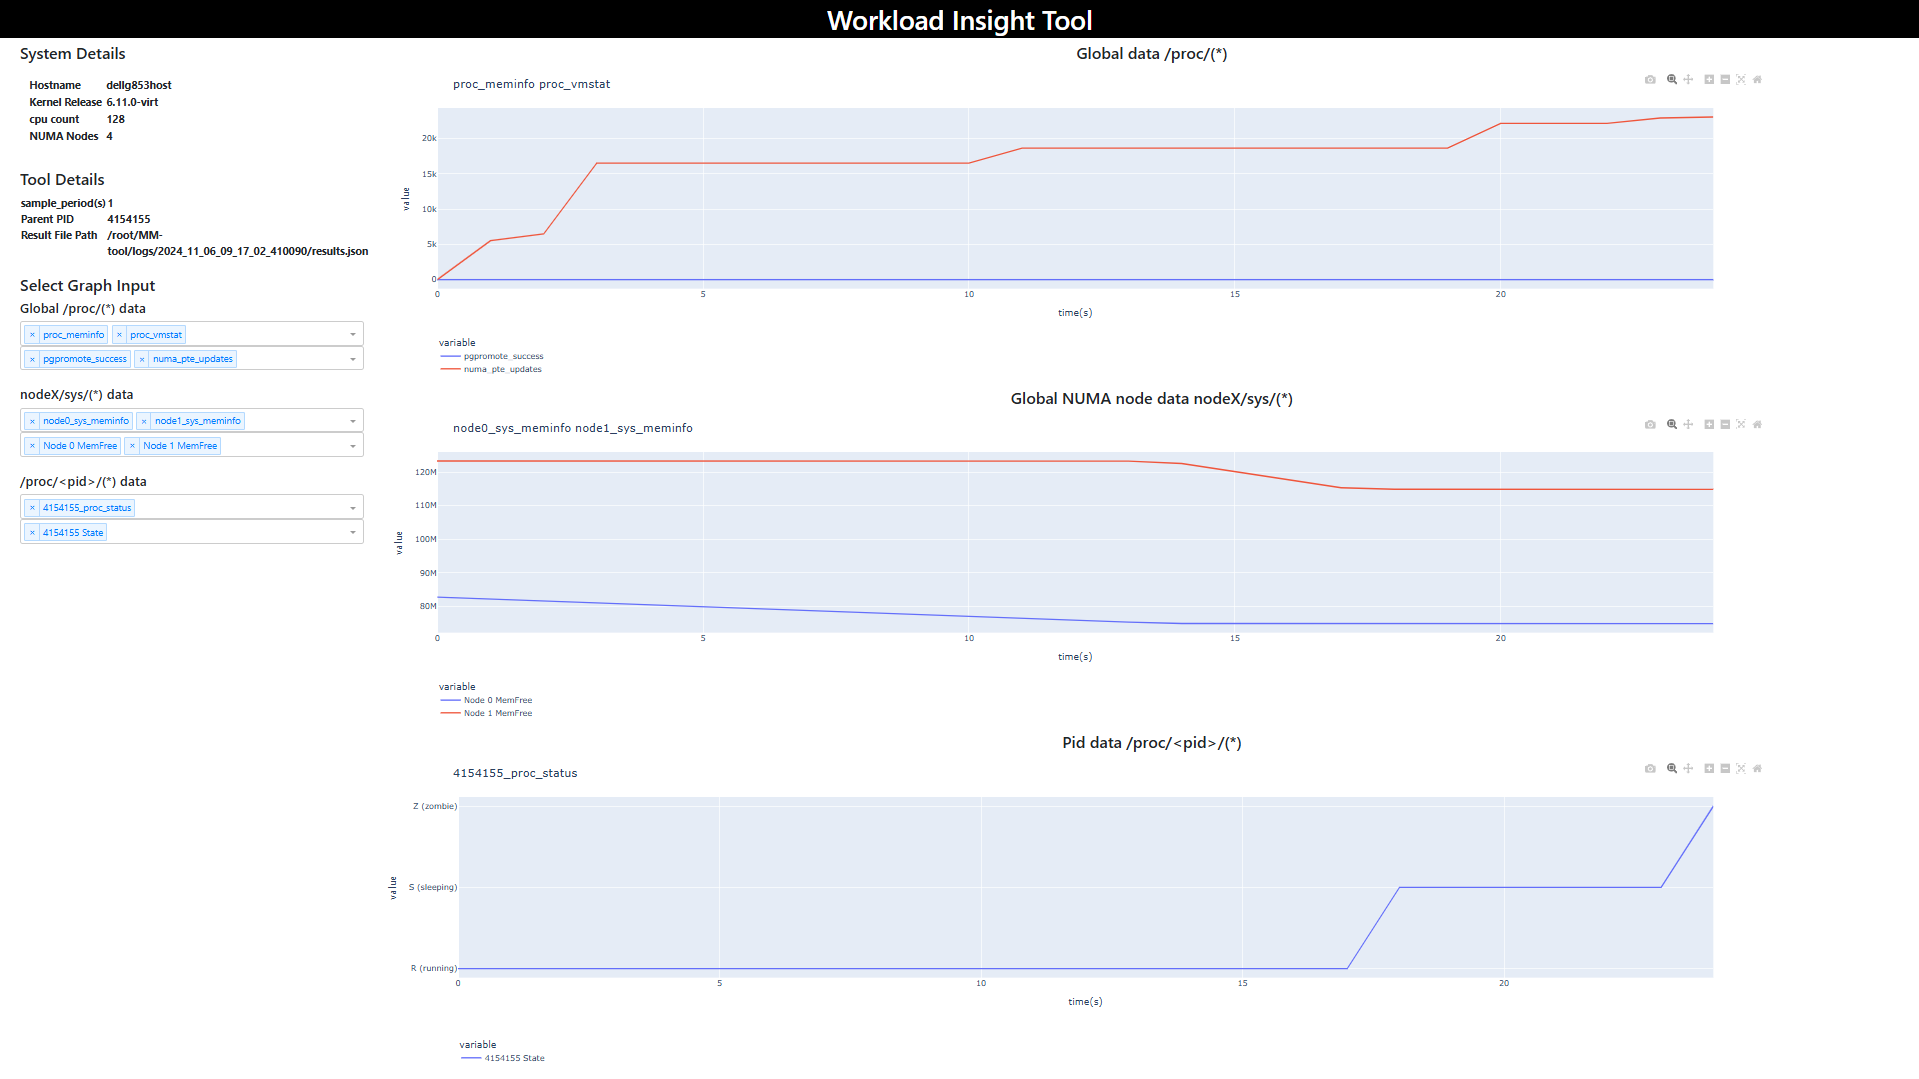 Workload Insight Tool
System Details
Hostname dellg853host
Kernel Release 6.11.0-virt
cpu count 128
NUMA Nodes 4
Tool Details
sample_period(s) 1
Parent PID 4154155
Result File Path /root/MM-
tool/logs/2024_11_06_09_17_02_410090/results.json
Select Graph Input
Global /proc/(*) data
× proc_meminfo × proc_vmstat
× pgpromote_success × numa_pte_updates
nodeX/sys/(*) data
× node0_sys_meminfo × node1_sys_meminfo
× Node 0 MemFree × Node 1 MemFree
/proc/<pid>/(*) data
× 4154155_proc_status
× 4154155 State
Global data /proc/(*)
proc_meminfo proc_vmstat
20k
15k
10k
5k
0
value
0 5 10 15 20
time(s)
variable
pgpromote_success
numa_pte_updates
Global NUMA node data nodeX/sys/(*)
node0_sys_meminfo node1_sys_meminfo
120M
110M
100M
90M
80M
value
0 5 10 15 20
time(s)
variable
Node 0 MemFree
Node 1 MemFree
Pid data /proc/<pid>/(*)
4154155_proc_status
Z (zombie)
S (sleeping)
R (running)
value
0 5 10 15 20
time(s)
variable
4154155 State